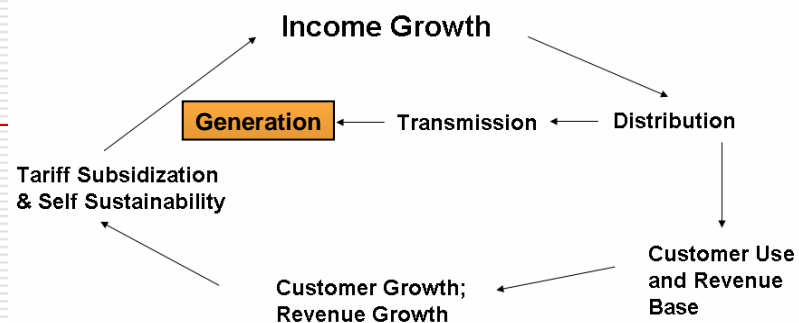 Income Growth
Generation
Transmission
Distribution
Tariff Subsidization
& Self Sustainability
Customer Use
and Revenue
Base
Customer Growth;
Revenue Growth